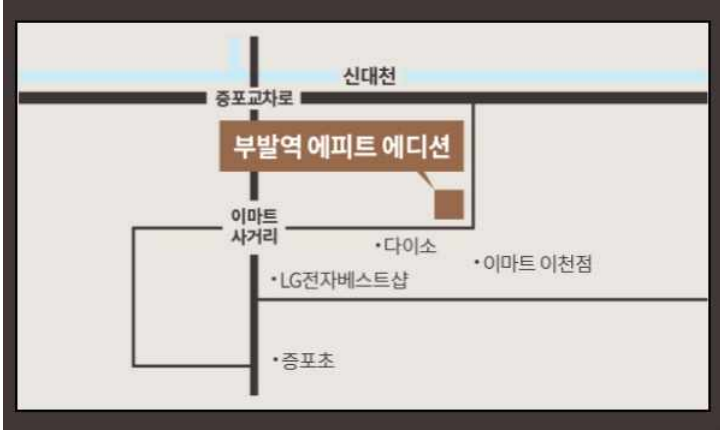 신대천
증포교차로
부발역 에피트 에디션
이마트
사거리
•다이소
•이마트 이천점
•LG전자베스트샵
•증포초